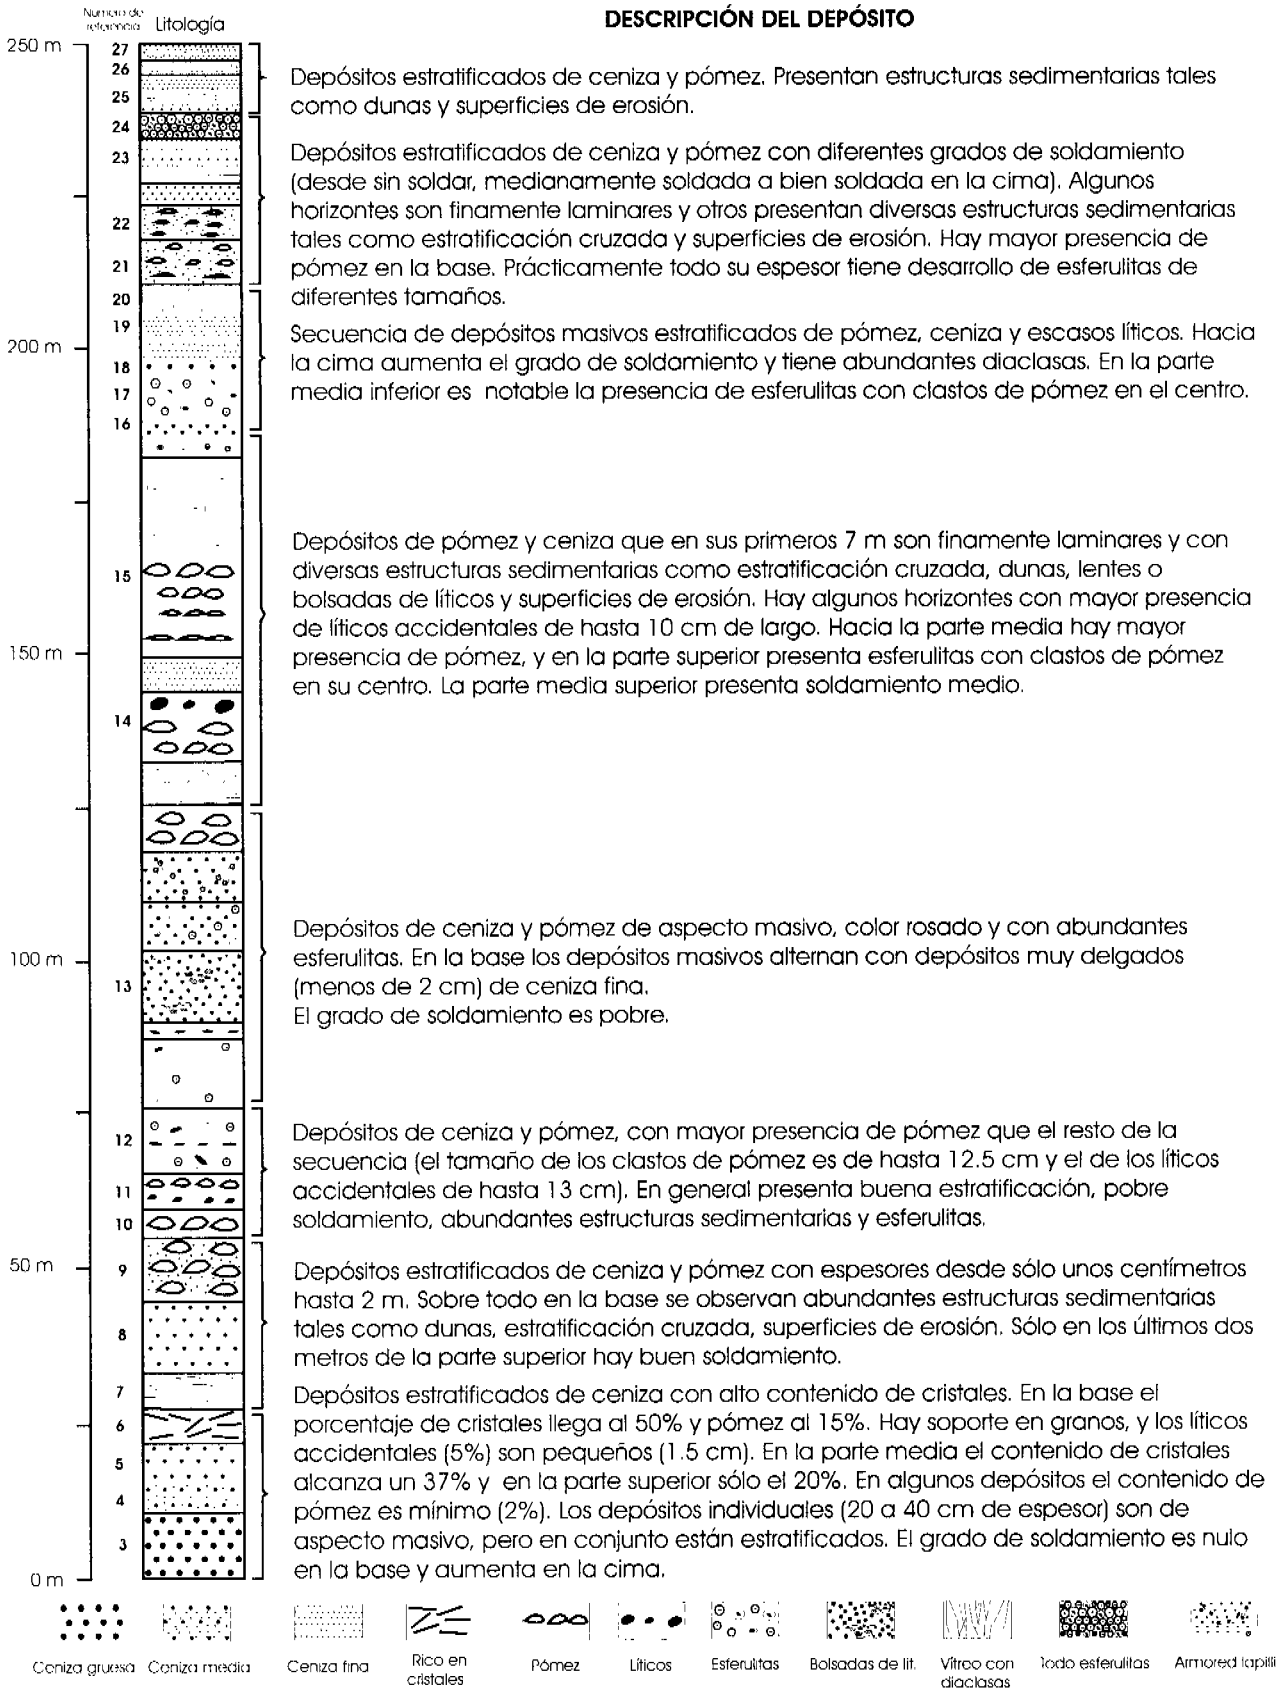 Numero de
referencia
Litología
DESCRIPCIÓN DEL DEPÓSITO
250 m
27
26
25
24
23
22
21
20
19
200 m
18
17
16
15
150 m
14
100 m
13
12
11
10
50 m
9
8
7
6
5
4
3
0 m
Depósitos estratificados de ceniza y pómez. Presentan estructuras sedimentarias tales
como dunas y superficies de erosión.
Depósitos estratificados de ceniza y pómez con diferentes grados de soldamiento
(desde sin soldar, medianamente soldada a bien soldada en la cima). Algunos
horizontes son finamente laminares y otros presentan diversas estructuras sedimentarias
tales como estratificación cruzada y superficies de erosión. Hay mayor presencia de
pómez en la base. Prácticamente todo su espesor tiene desarrollo de esferulitas de
diferentes tamaños.
Secuencia de depósitos masivos estratificados de pómez, ceniza y escasos líticos. Hacia
la cima aumenta el grado de soldamiento y tiene abundantes diaclasas. En la parte
media inferior es notable la presencia de esferulitas con clastos de pómez en el centro.
Depósitos de pómez y ceniza que en sus primeros 7 m son finamente laminares y con
diversas estructuras sedimentarias como estratificación cruzada, dunas, lentes o
bolsadas de líticos y superficies de erosión. Hay algunos horizontes con mayor presencia
de líticos accidentales de hasta 10 cm de largo. Hacia la parte media hay mayor
presencia de pómez, y en la parte superior presenta esferulitas con clastos de pómez
en su centro. La parte media superior presenta soldamiento medio.
Depósitos de ceniza y pómez de aspecto masivo, color rosado y con abundantes
esferulitas. En la base los depósitos masivos alternan con depósitos muy delgados
(menos de 2 cm) de ceniza fina.
El grado de soldamiento es pobre.
Depósitos de ceniza y pómez, con mayor presencia de pómez que el resto de la
secuencia (el tamaño de los clastos de pómez es de hasta 12.5 cm y el de los líticos
accidentales de hasta 13 cm). En general presenta buena estratificación, pobre
soldamiento, abundantes estructuras sedimentarias y esferulitas.
Depósitos estratificados de ceniza y pómez con espesores desde sólo unos centímetros
hasta 2 m. Sobre todo en la base se observan abundantes estructuras sedimentarias
tales como dunas, estratificación cruzada, superficies de erosión. Sólo en los últimos dos
metros de la parte superior hay buen soldamiento.
Depósitos estratificados de ceniza con alto contenido de cristales. En la base el
porcentaje de cristales llega al 50% y pómez al 15%. Hay soporte en granos, y los líticos
accidentales (5%) son pequeños (1.5 cm). En la parte media el contenido de cristales
alcanza un 37% y en la parte superior sólo el 20%. En algunos depósitos el contenido de
pómez es mínimo (2%). Los depósitos individuales (20 a 40 cm de espesor) son de
aspecto masivo, pero en conjunto están estratificados. El grado de soldamiento es nulo
en la base y aumenta en la cima.
Ceniza gruesa
Ceniza media
Ceniza fina
Rico en
cristales
Pómez
Líticos
Esferulitas
Bolsadas de lit.
Vítreo con
diaclasas
Todo esferulitas
Armored lapilli